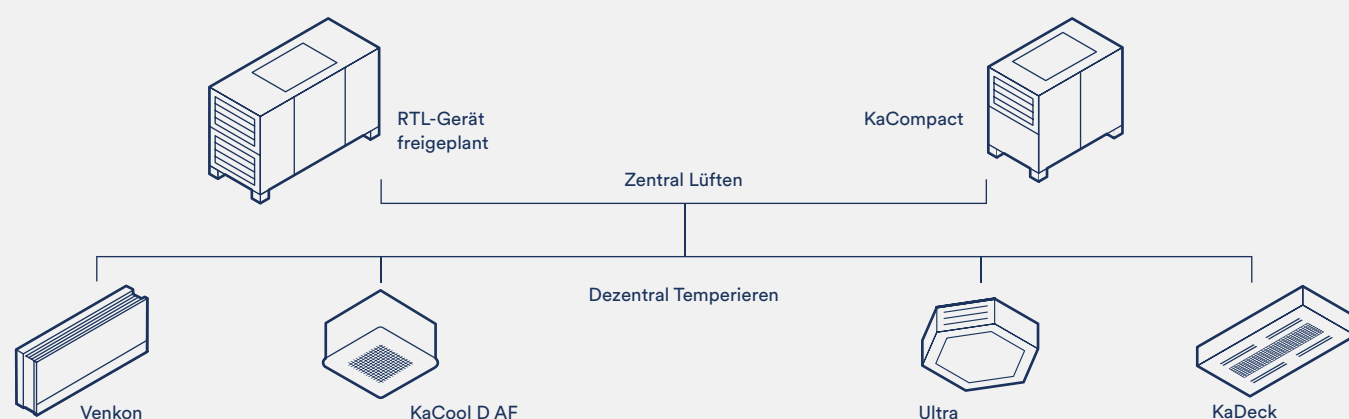 RTL-Gerät
freigeplant
KaCompact
Zentral Lüften
Dezentral Temperieren
Venkon
KaCool D AF
Ultra
KaDeck